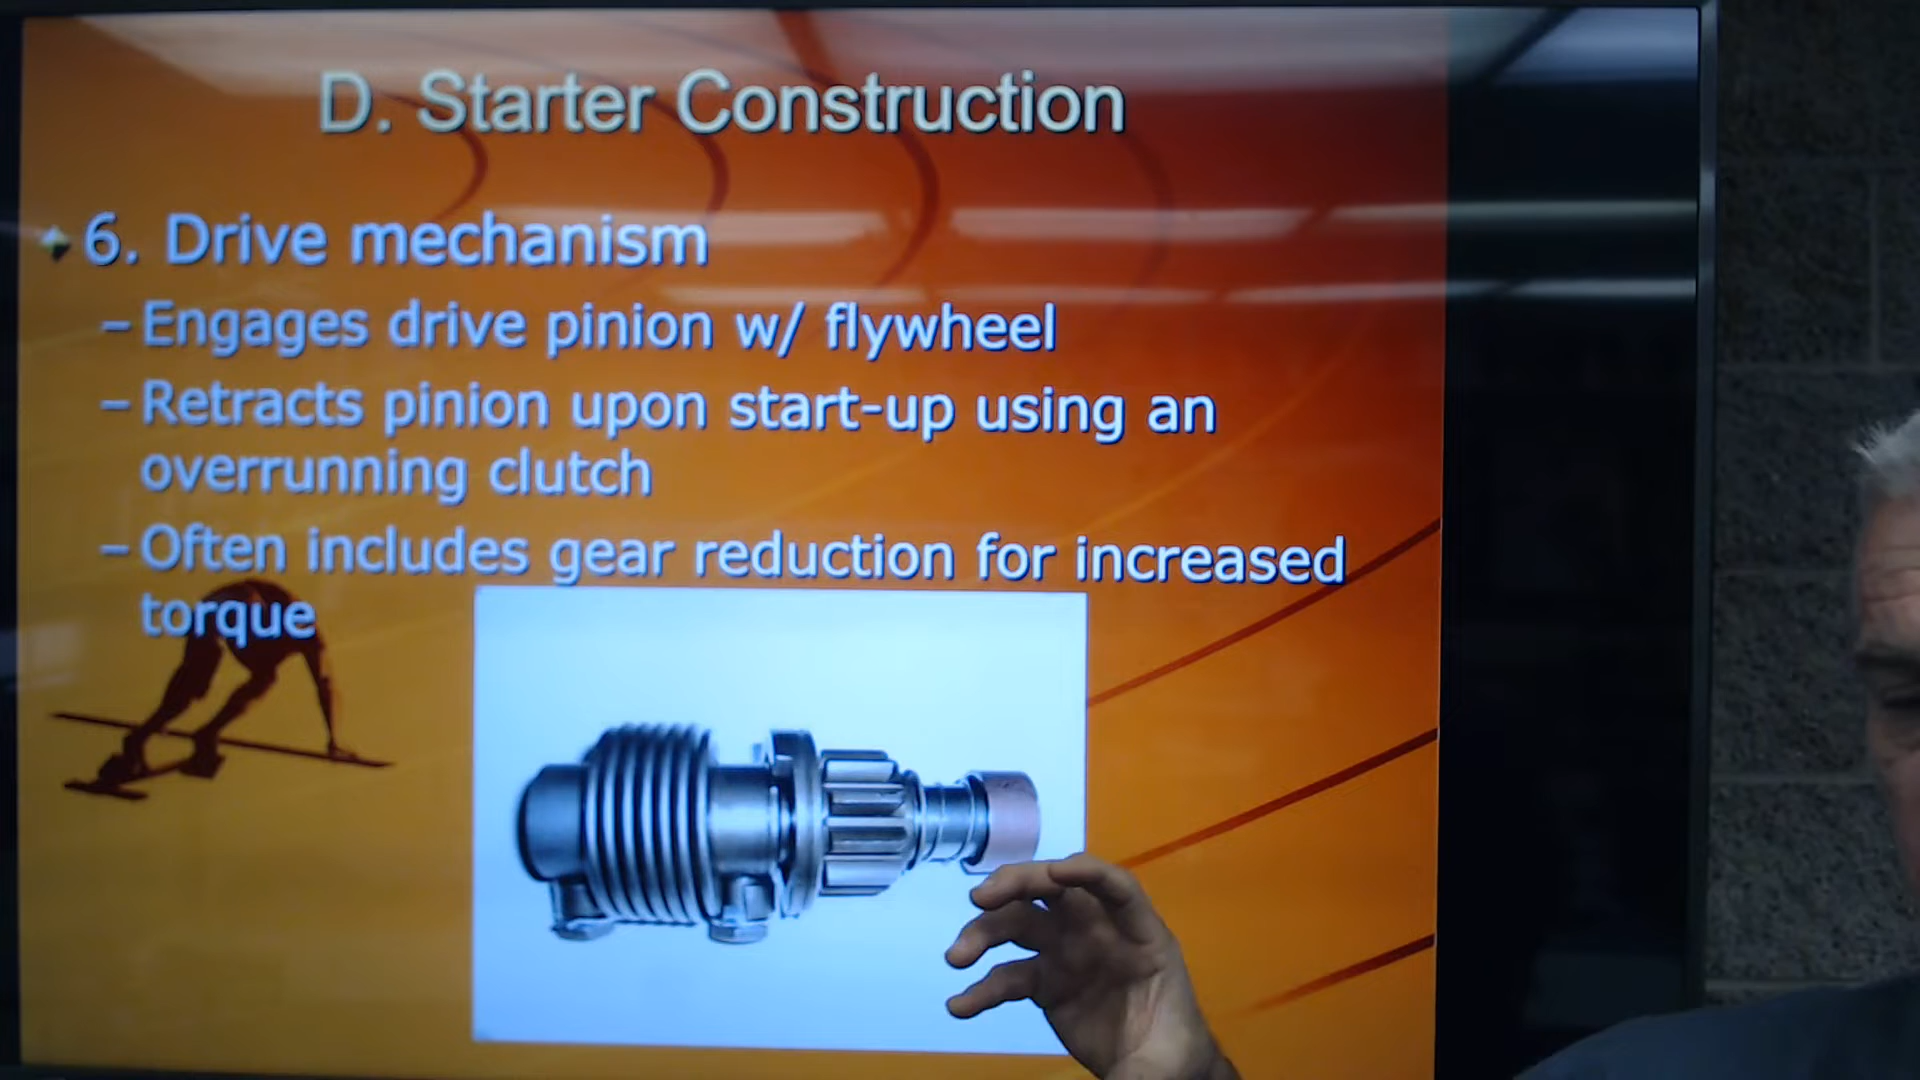 D. Starter Construction
6. Drive mechanism
– Engages drive pinion w/ flywheel
– Retracts pinion upon start-up using an
overrunning clutch
– Often includes gear reduction for increased
torque